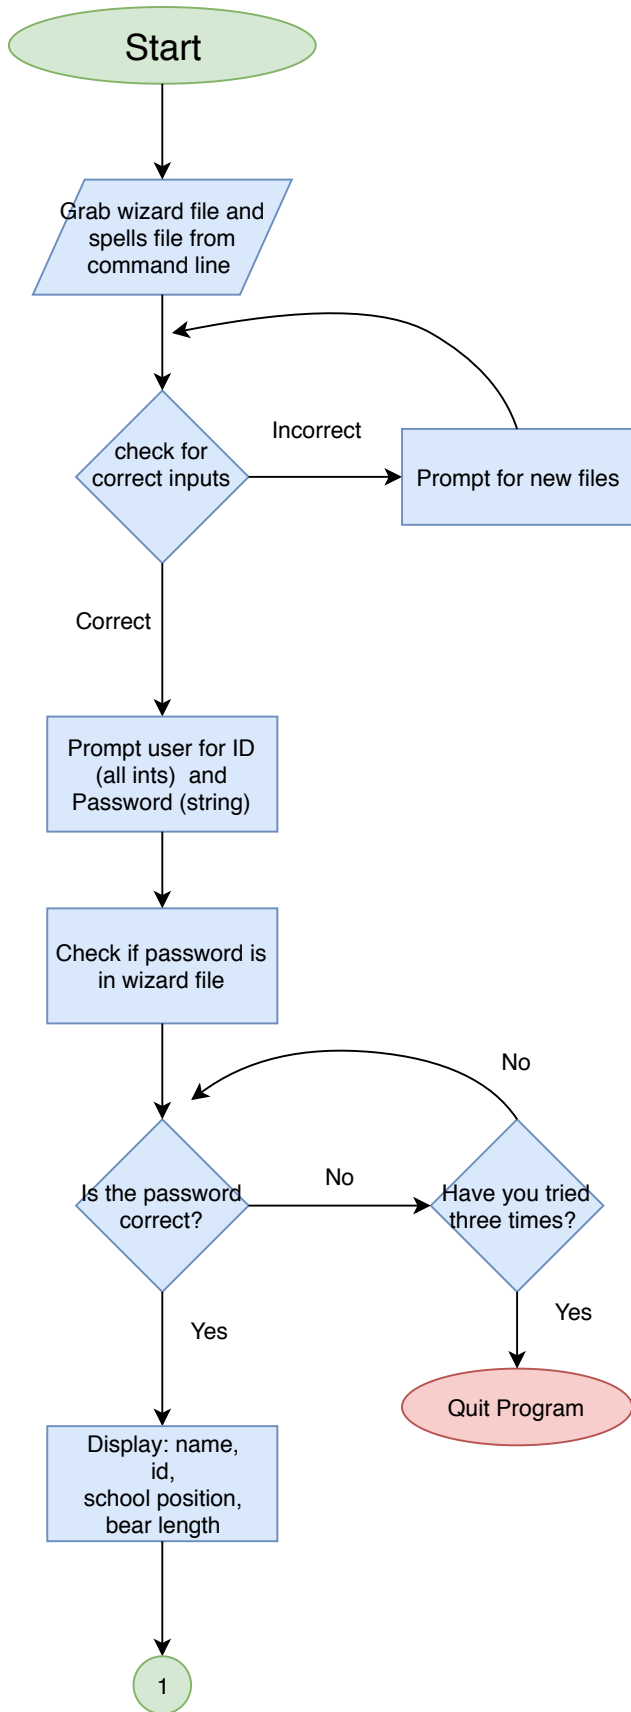 Start
Grab wizard file and
spells file from
command line
check for
correct inputs
Incorrect
Prompt for new files
Correct
Prompt user for ID
(all ints) and
Password (string)
Check if password is
in wizard file
No
Is the password
correct?
No
Have you tried
three times?
Yes
Yes
Quit Program
Display: name,
id,
school position,
bear length
1